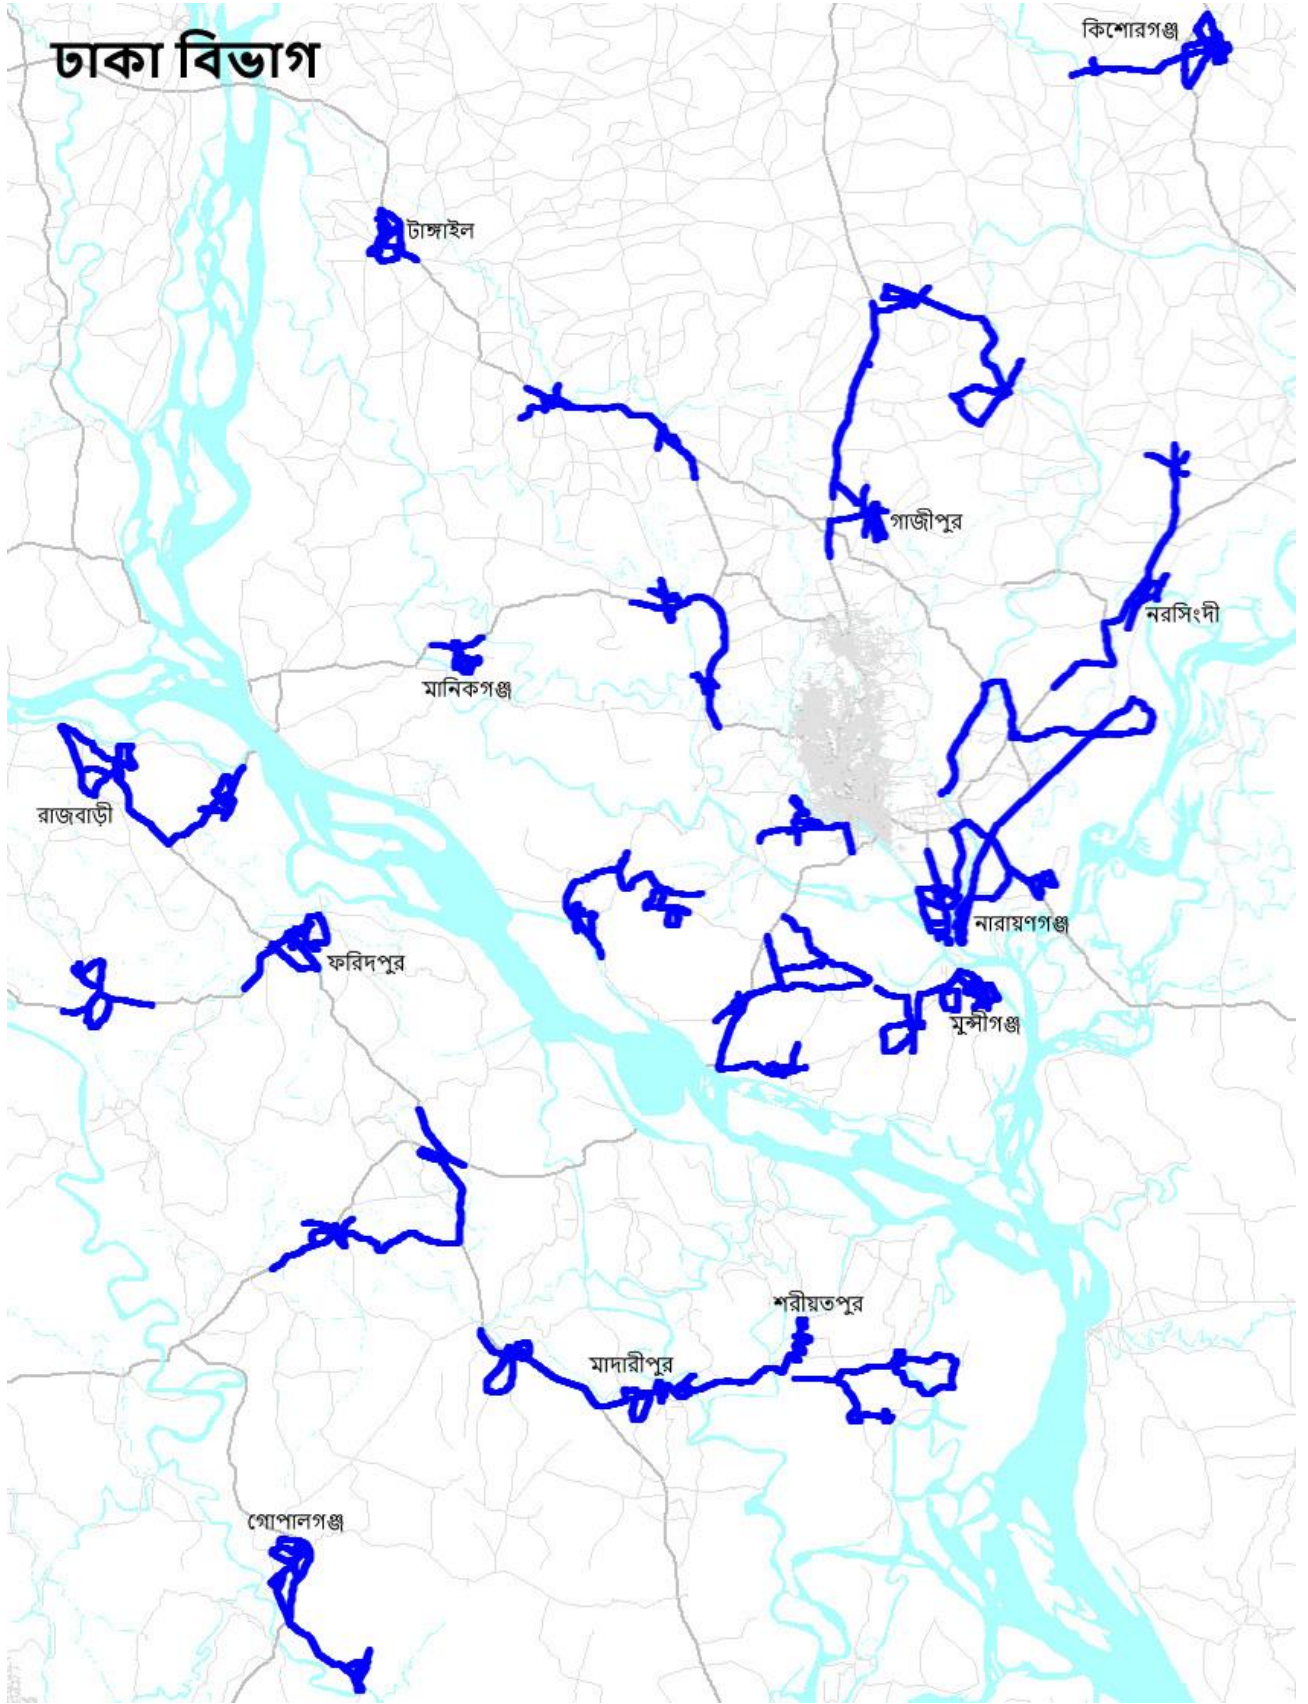 ঢাকা বিভাগ
কিশোরগঞ্জ
টাঙ্গাইল
গাজীপুর
নরসিংদী
মানিকগঞ্জ
রাজবাড়ী
নারায়ণগঞ্জ
ফরিদপুর
মুন্সীগঞ্জ
শরীয়তপুর
মাদারীপুর
গোপালগঞ্জ